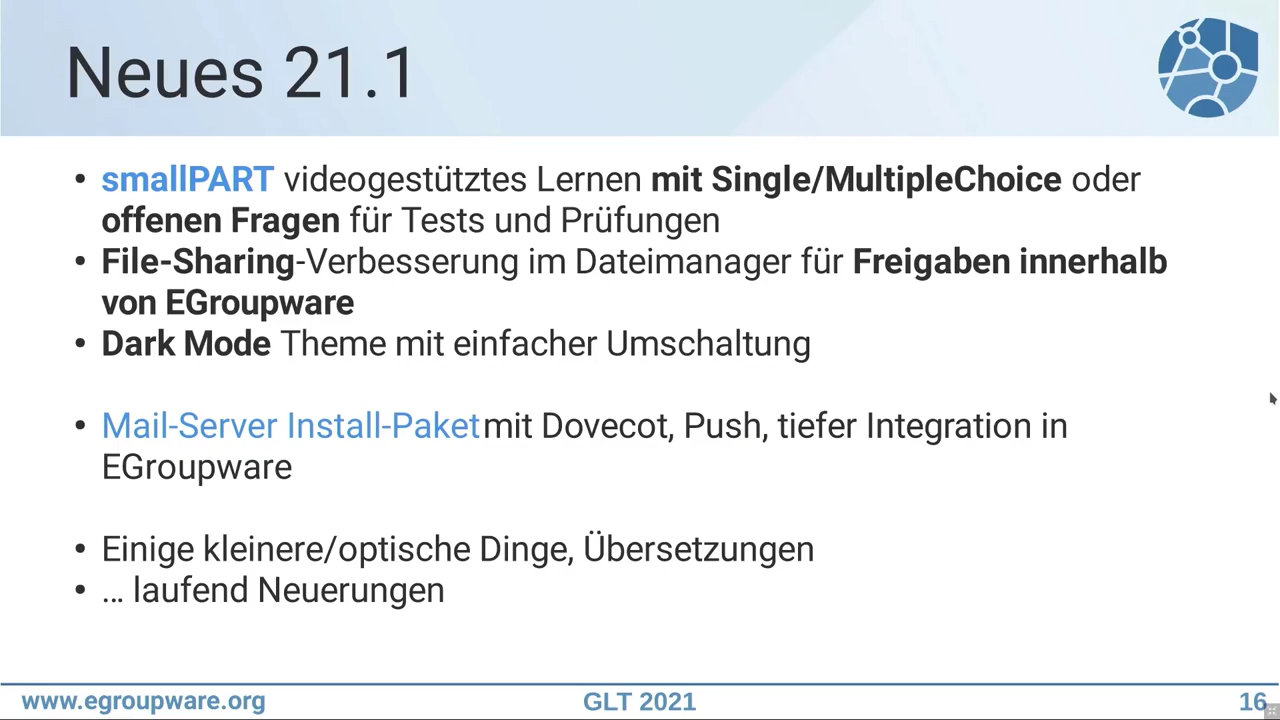 Neues 21.1
• smallPART videogestütztes Lernen mit Single/MultipleChoice oder
offenen Fragen für Tests und Prüfungen
• File-Sharing-Verbesserung im Dateimanager für Freigaben innerhalb
von EGroupware
• Dark Mode Theme mit einfacher Umschaltung
• Mail-Server Install-Paket mit Dovecot, Push, tiefer Integration in
EGroupware
• Einige kleinere/optische Dinge, Übersetzungen
• … laufend Neuerungen
www.egroupware.org GLT 2021 16